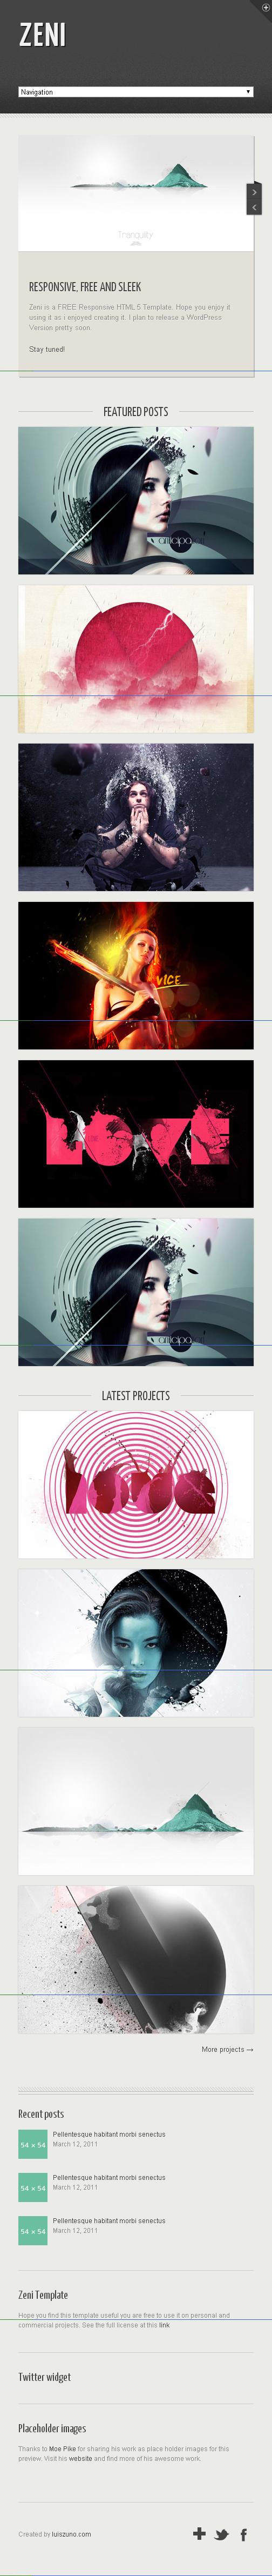 ZENI
Navigation
Tranquility
RESPONSIVE, FREE AND SLEEK
Zeni is a FREE Responsive HTML5 Template. Hope you enjoy it
using it as i enjoyed creating it. I plan to release a WordPress
Version pretty soon.
Stay tuned!
FEATURED POSTS
VICE
LOVE
LATEST PROJECTS
More projects →
Recent posts
54 × 54
Pellentesque habitant morbi senectus
March 12, 2011
54 × 54
Pellentesque habitant morbi senectus
March 12, 2011
54 × 54
Pellentesque habitant morbi senectus
March 12, 2011
Zeni Template
Hope you find this template useful you are free to use it on personal and
commercial projects. See the full license at this link
Twitter widget
Placeholder images
Thanks to Moe Pike for sharing his work as place holder images for this
preview. Visit his website and find more of his awesome work.
Created by luiszuno.com